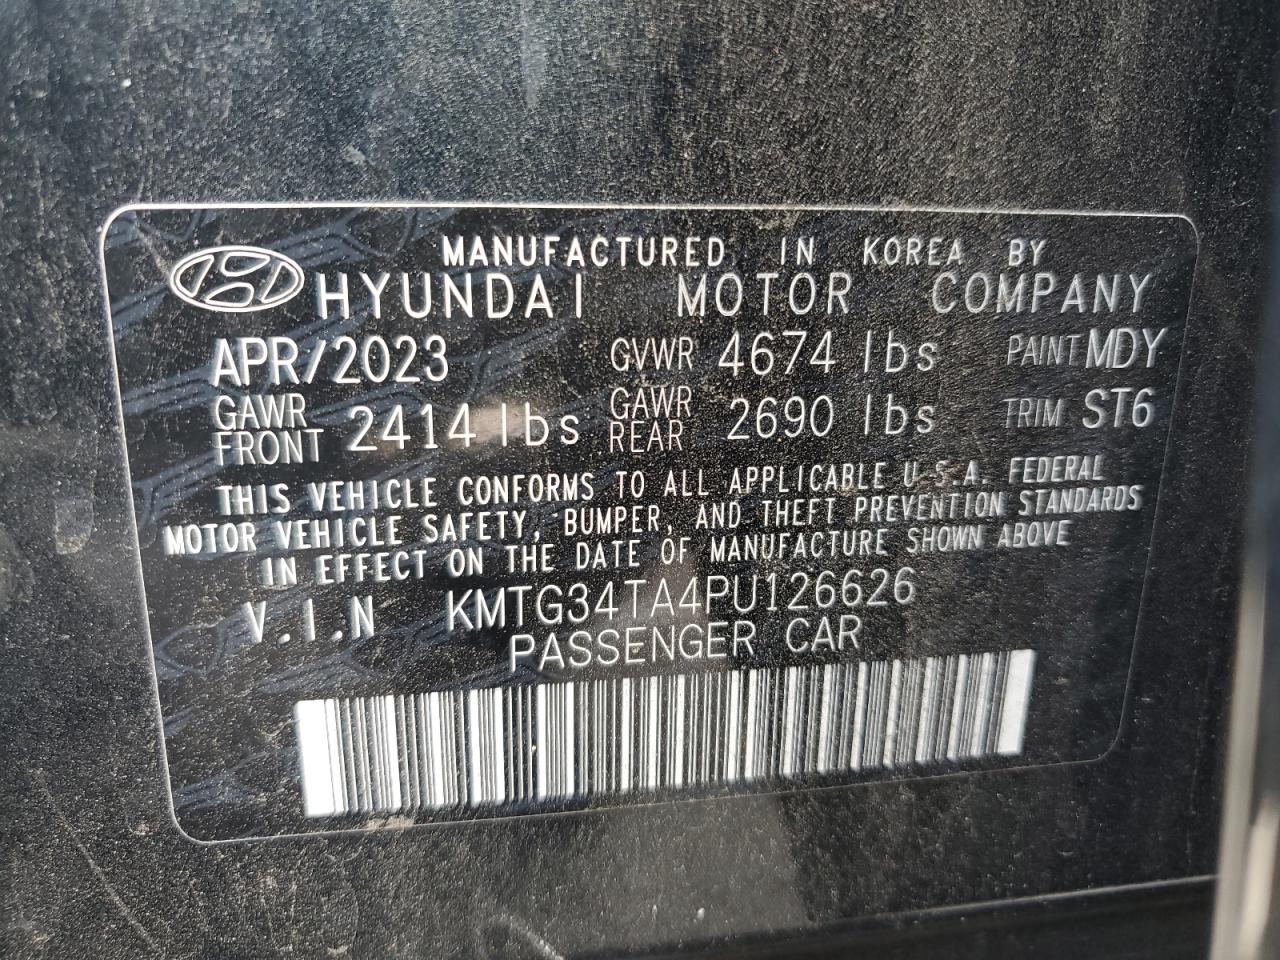 MANUFACTURED IN KOREA BY
HYUNDAI MOTOR COMPANY
APR/2023 GVWR 4674 lbs PAINT MDY
GAWR FRONT 2414 lbs GAWR REAR 2690 lbs TRIM ST6
THIS VEHICLE CONFORMS TO ALL APPLICABLE U.S.A. FEDERAL
MOTOR VEHICLE SAFETY, BUMPER, AND THEFT PREVENTION STANDARDS
IN EFFECT ON THE DATE OF MANUFACTURE SHOWN ABOVE
V.I.N KMTG34TA4PU126626
PASSENGER CAR